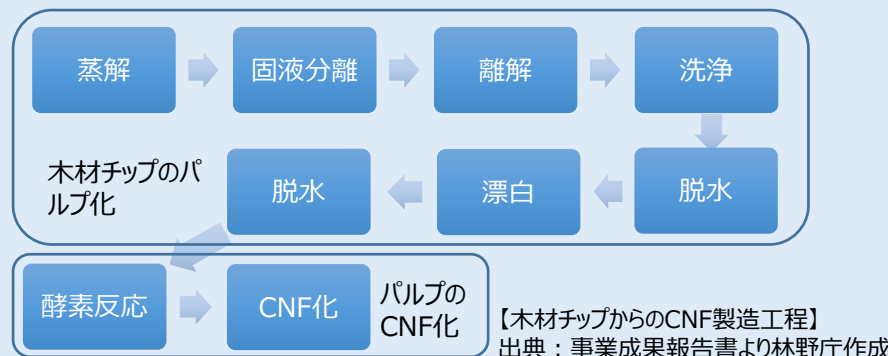 蒸解
固液分離
離解
洗浄
脱水
漂白
脱水
木材チップのパ
ルプ化
酵素反応
CNF化
パルプの
CNF化
【木材チップからのCNF製造工程】
出典：事業成果報告書より林野庁作成